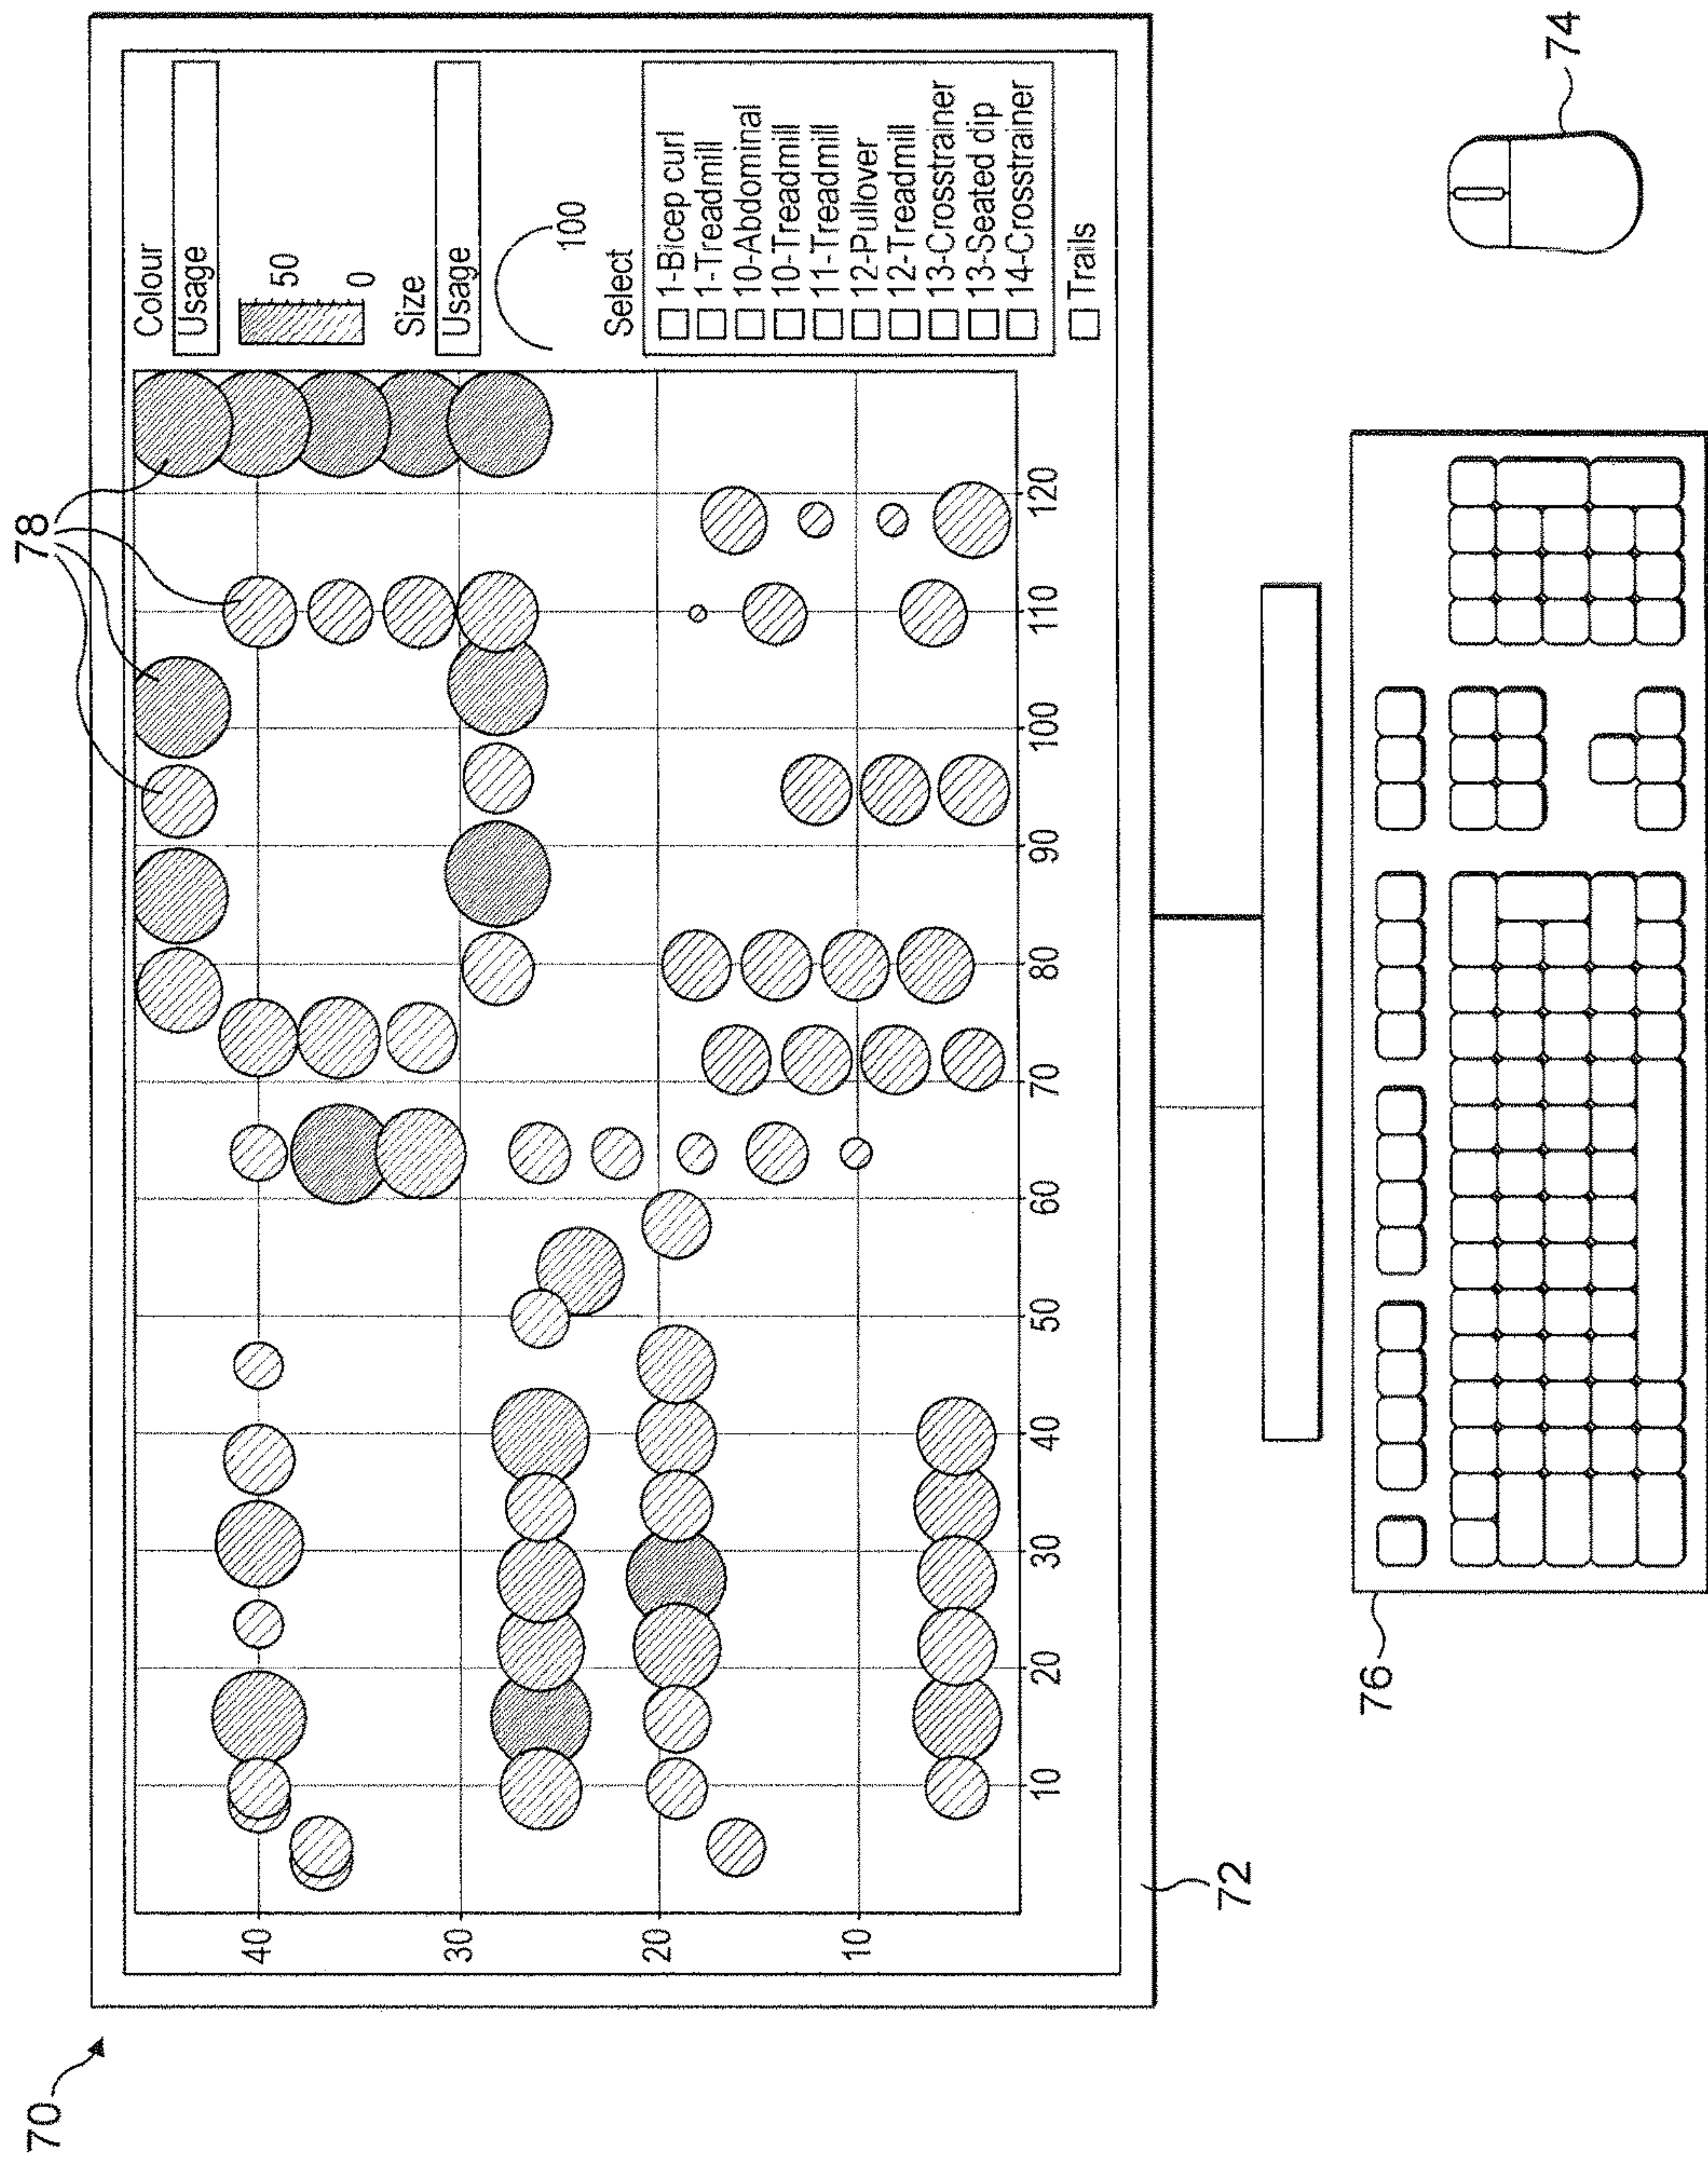 70
78
Colour
Usage
50
0
Size
Usage
100
Select
1-Bicep curl
1-Treadmill
10-Abdominal
10-Treadmill
11-Treadmill
12-Pullover
12-Treadmill
13-Crosstrainer
13-Seated dip
14-Crosstrainer
Trails
40
30
20
10
10 20 30 40 50 60 70 80 90 100 110 120
72
76
74